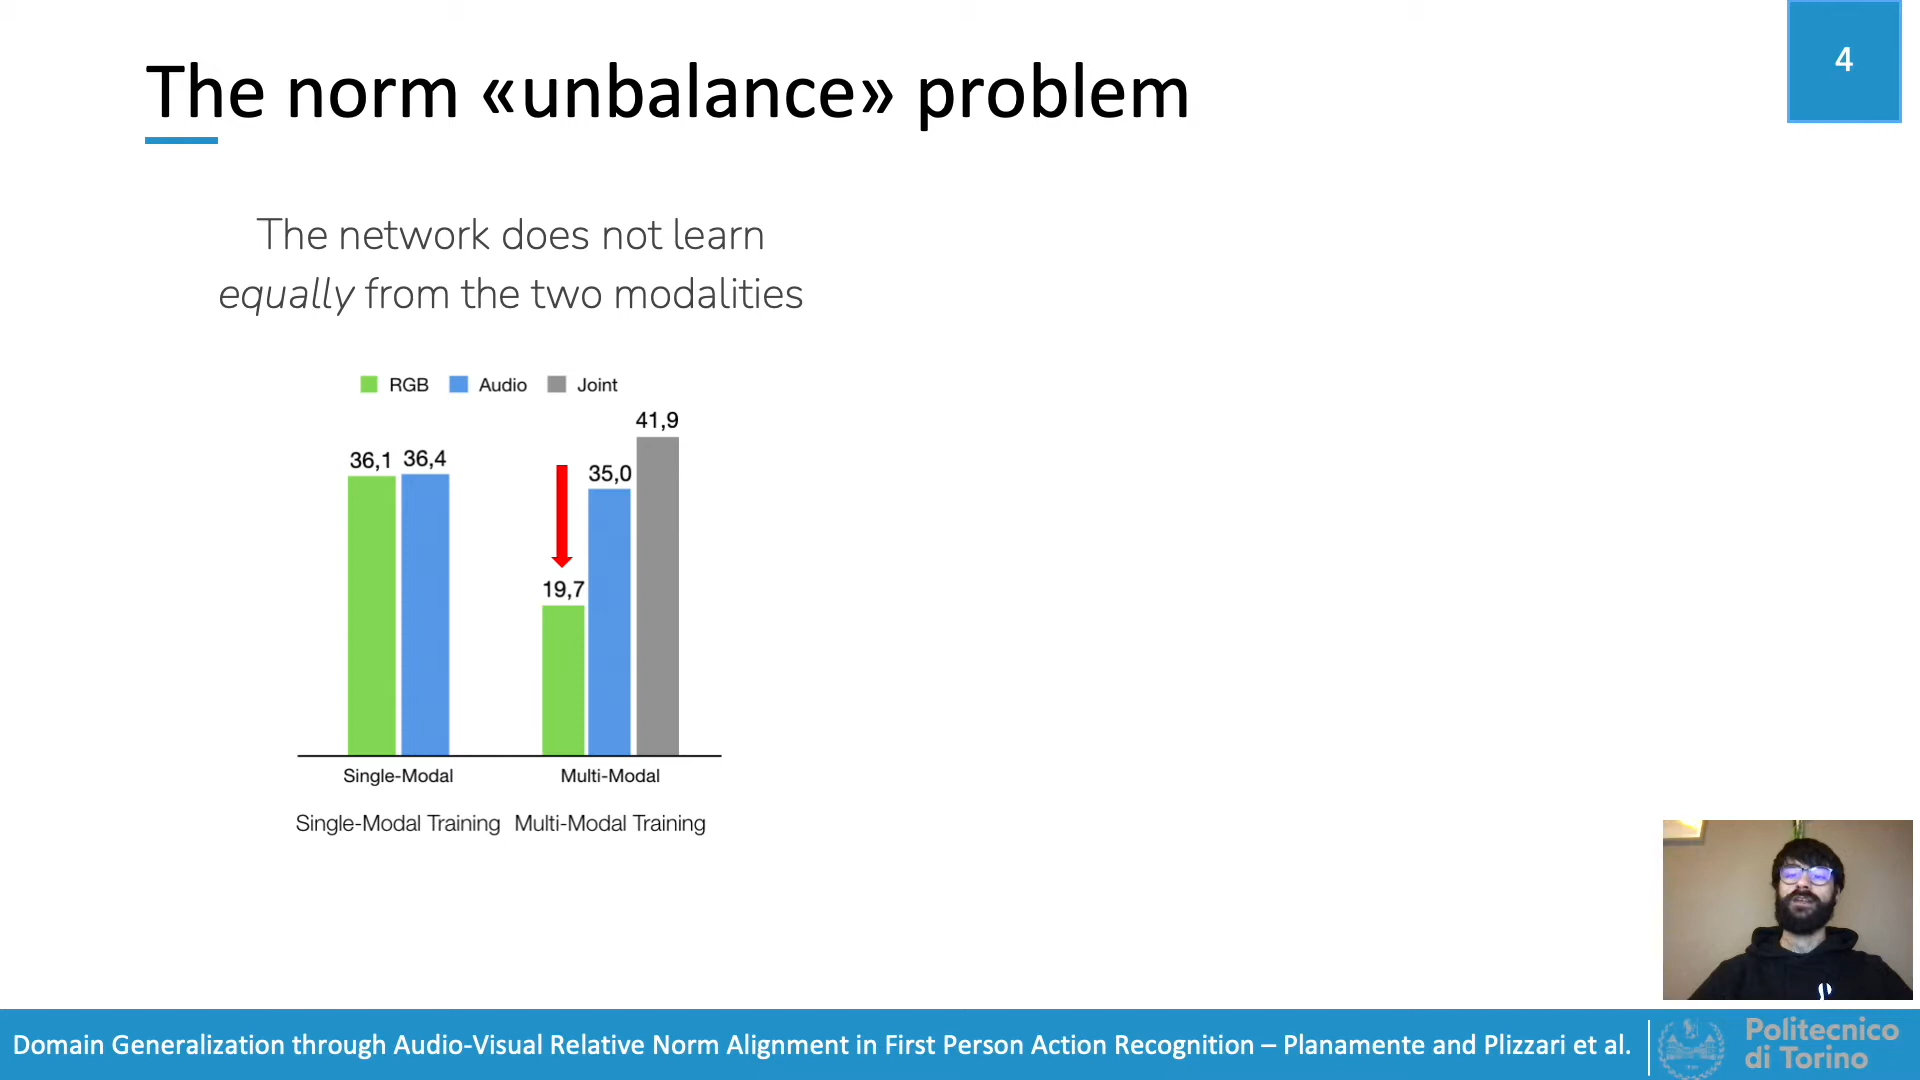 The norm «unbalance» problem
4
The network does not learn
equally from the two modalities
RGB Audio Joint
36,1 36,4 19,7 35,0 41,9
Single-Modal Multi-Modal
Single-Modal Training Multi-Modal Training
Domain Generalization through Audio-Visual Relative Norm Alignment in First Person Action Recognition – Planamente and Plizzari et al.
Politecnico
di Torino